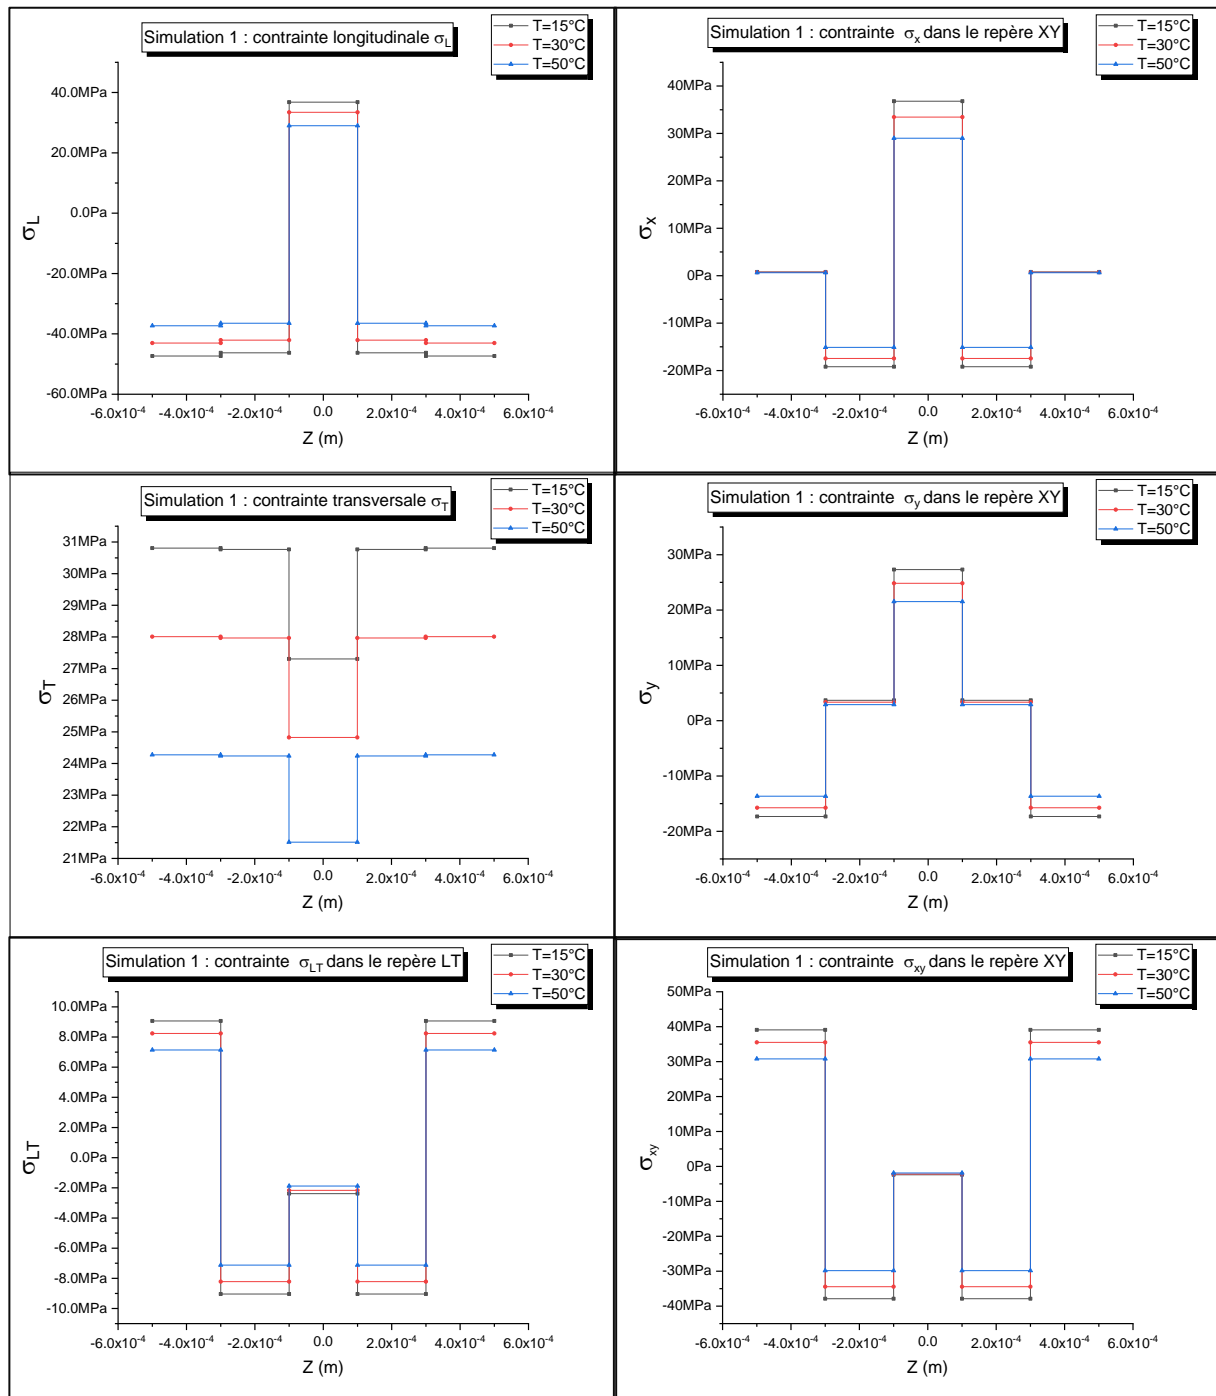 Simulation 1 : contrainte longitudinale σL
T=15°C
T=30°C
T=50°C
40.0MPa
20.0MPa
0.0Pa
-20.0MPa
-40.0MPa
-60.0MPa
σL
-6.0x10⁻⁴ -4.0x10⁻⁴ -2.0x10⁻⁴ 0.0 2.0x10⁻⁴ 4.0x10⁻⁴ 6.0x10⁻⁴
Z (m)
Simulation 1 : contrainte σx dans le repère XY
T=15°C
T=30°C
T=50°C
40MPa
30MPa
20MPa
10MPa
0Pa
-10MPa
-20MPa
σx
-6.0x10⁻⁴ -4.0x10⁻⁴ -2.0x10⁻⁴ 0.0 2.0x10⁻⁴ 4.0x10⁻⁴ 6.0x10⁻⁴
Z (m)
Simulation 1 : contrainte transversale σT
T=15°C
T=30°C
T=50°C
31MPa
30MPa
29MPa
28MPa
27MPa
26MPa
25MPa
24MPa
23MPa
22MPa
21MPa
σT
-6.0x10⁻⁴ -4.0x10⁻⁴ -2.0x10⁻⁴ 0.0 2.0x10⁻⁴ 4.0x10⁻⁴ 6.0x10⁻⁴
Z (m)
Simulation 1 : contrainte σy dans le repère XY
T=15°C
T=30°C
T=50°C
30MPa
20MPa
10MPa
0Pa
-10MPa
-20MPa
σy
-6.0x10⁻⁴ -4.0x10⁻⁴ -2.0x10⁻⁴ 0.0 2.0x10⁻⁴ 4.0x10⁻⁴ 6.0x10⁻⁴
Z (m)
Simulation 1 : contrainte σLT dans le repère LT
T=15°C
T=30°C
T=50°C
10.0MPa
8.0MPa
6.0MPa
4.0MPa
2.0MPa
0.0Pa
-2.0MPa
-4.0MPa
-6.0MPa
-8.0MPa
-10.0MPa
σLT
-6.0x10⁻⁴ -4.0x10⁻⁴ -2.0x10⁻⁴ 0.0 2.0x10⁻⁴ 4.0x10⁻⁴ 6.0x10⁻⁴
Z (m)
Simulation 1 : contrainte σxy dans le repère XY
T=15°C
T=30°C
T=50°C
50MPa
40MPa
30MPa
20MPa
10MPa
0Pa
-10MPa
-20MPa
-30MPa
-40MPa
σxy
-6.0x10⁻⁴ -4.0x10⁻⁴ -2.0x10⁻⁴ 0.0 2.0x10⁻⁴ 4.0x10⁻⁴ 6.0x10⁻⁴
Z (m)